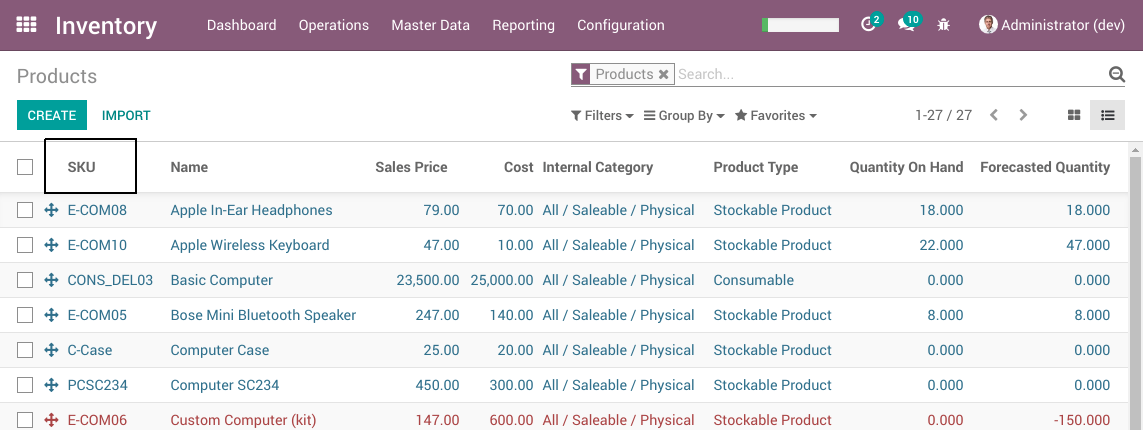 Inventory Dashboard Operations Master Data Reporting Configuration 2 10 Administrator (dev)
Products Products Search...
CREATE IMPORT Filters Group By Favorites 1-27 / 27
SKU Name Sales Price Cost Internal Category Product Type Quantity On Hand Forecasted Quantity
E-COM08 Apple In-Ear Headphones 79.00 70.00 All / Saleable / Physical Stockable Product 18.000 18.000
E-COM10 Apple Wireless Keyboard 47.00 10.00 All / Saleable / Physical Stockable Product 22.000 47.000
CONS_DEL03 Basic Computer 23,500.00 25,000.00 All / Saleable / Physical Consumable 0.000 0.000
E-COM05 Bose Mini Bluetooth Speaker 247.00 140.00 All / Saleable / Physical Stockable Product 8.000 8.000
C-Case Computer Case 25.00 20.00 All / Saleable / Physical Stockable Product 0.000 0.000
PCSC234 Computer SC234 450.00 300.00 All / Saleable / Physical Stockable Product 0.000 0.000
E-COM06 Custom Computer (kit) 147.00 600.00 All / Saleable / Physical Stockable Product 0.000 -150.000